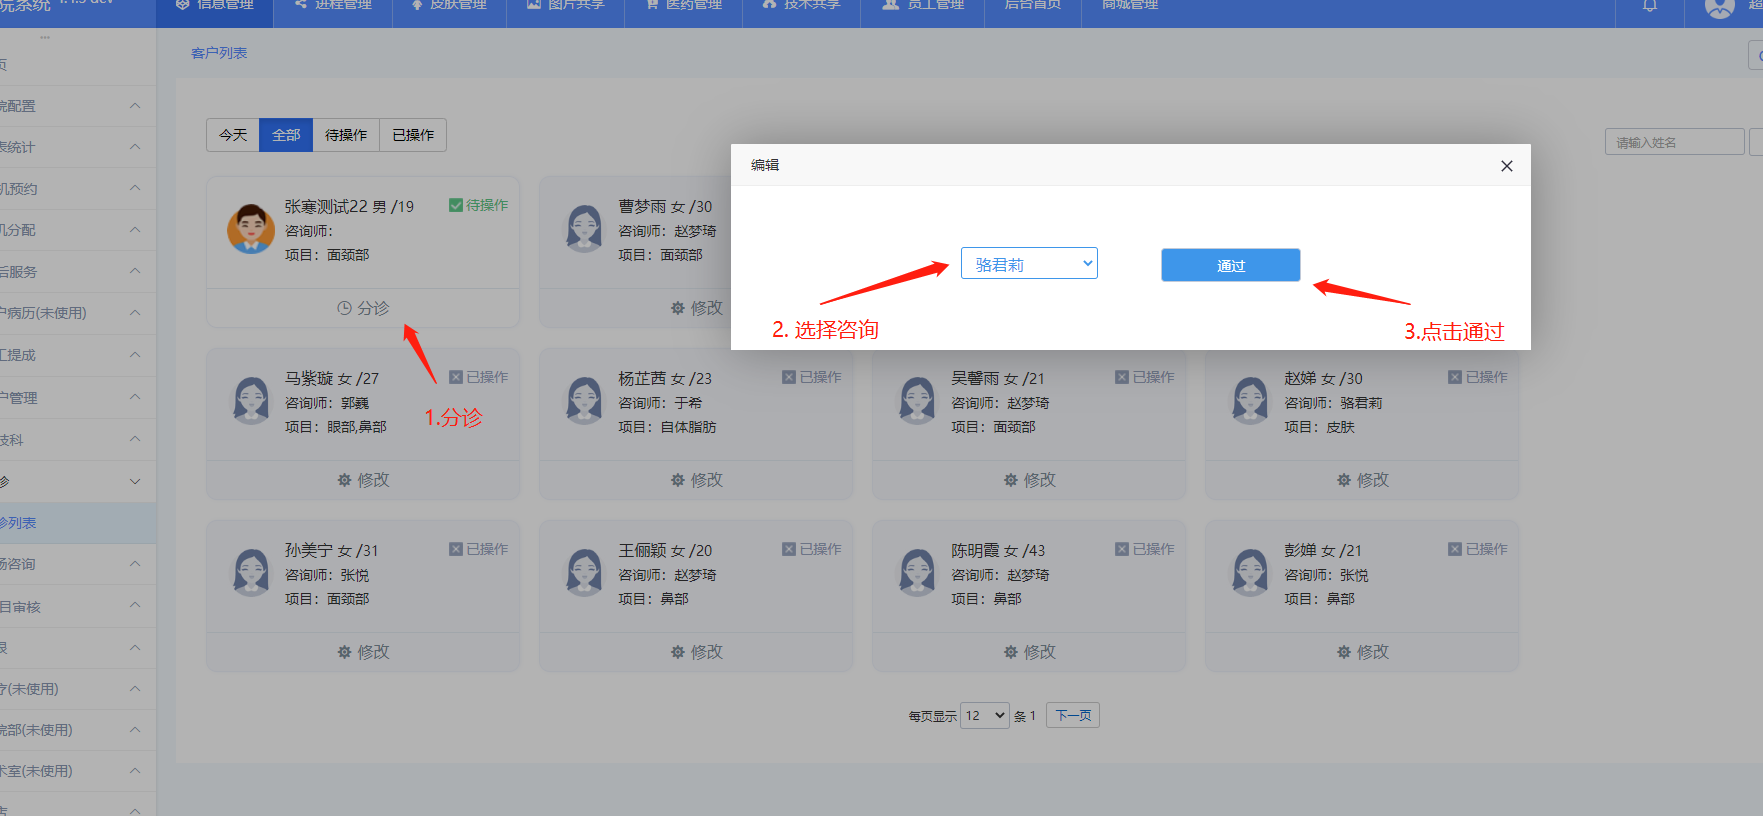 院系统
信息管理
进程管理
皮肤管理
图片共享
医药管理
技术共享
员工管理
后台首页
商城管理
超
客户列表
页
院配置
表统计
机预约
机分配
后服务
户病历(未使用)
工提成
户管理
技科
诊
诊列表
场咨询
目审核
限
疗(未使用)
院部(未使用)
术室(未使用)
今天
全部
待操作
已操作
请输入姓名
张寒测试22 男 /19
待操作
咨询师：
项目：面颈部
分诊
曹梦雨 女 /30
咨询师：赵梦琦
项目：面颈部
修改
编辑
骆君莉
通过
2. 选择咨询
3.点击通过
1.分诊
马紫璇 女 /27
已操作
咨询师：郭巍
项目：眼部,鼻部
修改
杨芷茜 女 /23
已操作
咨询师：于希
项目：自体脂肪
修改
吴馨雨 女 /21
已操作
咨询师：赵梦琦
项目：面颈部
修改
赵娣 女 /30
已操作
咨询师：骆君莉
项目：皮肤
修改
孙美宁 女 /31
已操作
咨询师：张悦
项目：面颈部
修改
王俪颖 女 /20
已操作
咨询师：赵梦琦
项目：鼻部
修改
陈明霞 女 /43
已操作
咨询师：赵梦琦
项目：鼻部
修改
彭婵 女 /21
已操作
咨询师：张悦
项目：鼻部
修改
每页显示 12 条 1 下一页